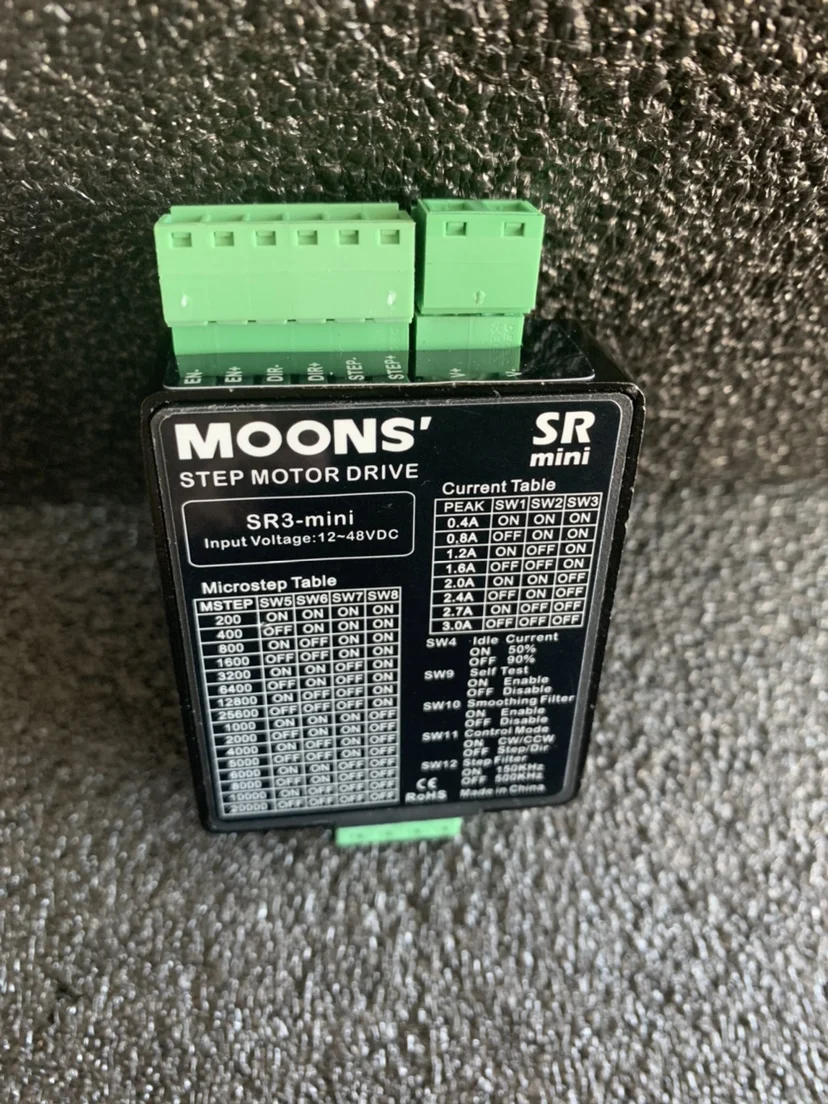 EN-
EN+
DIR-
DIR+
STEP-
STEP+
V+
V-
MOONS'
STEP MOTOR DRIVE
SR
mini
SR3-mini
Input Voltage:12~48VDC
Current Table
PEAK SW1 SW2 SW3
0.4A ON ON ON
0.8A OFF ON ON
1.2A ON OFF ON
1.6A OFF OFF ON
2.0A ON ON OFF
2.4A OFF ON OFF
2.7A ON OFF OFF
3.0A OFF OFF OFF
Microstep Table
MSTEP SW5 SW6 SW7 SW8
200 ON ON ON ON
400 OFF ON ON ON
800 ON OFF ON ON
1600 OFF OFF ON ON
3200 ON ON OFF ON
6400 OFF ON OFF ON
12800 ON OFF OFF ON
25600 OFF OFF OFF ON
1000 ON ON ON OFF
2000 OFF ON ON OFF
4000 ON OFF ON OFF
5000 OFF OFF ON OFF
6000 ON ON OFF OFF
8000 OFF ON OFF OFF
10000 ON OFF OFF OFF
20000 OFF OFF OFF OFF
SW4 Idle Current
ON 50%
OFF 90%
SW9 Self Test
ON Enable
OFF Disable
SW10 Smoothing Filter
ON Enable
OFF Disable
SW11 Control Mode
ON CW/CCW
OFF Step/Dir
SW12 Step Filter
ON 150KHz
OFF 500KHz
CE
RoHS
Made in China